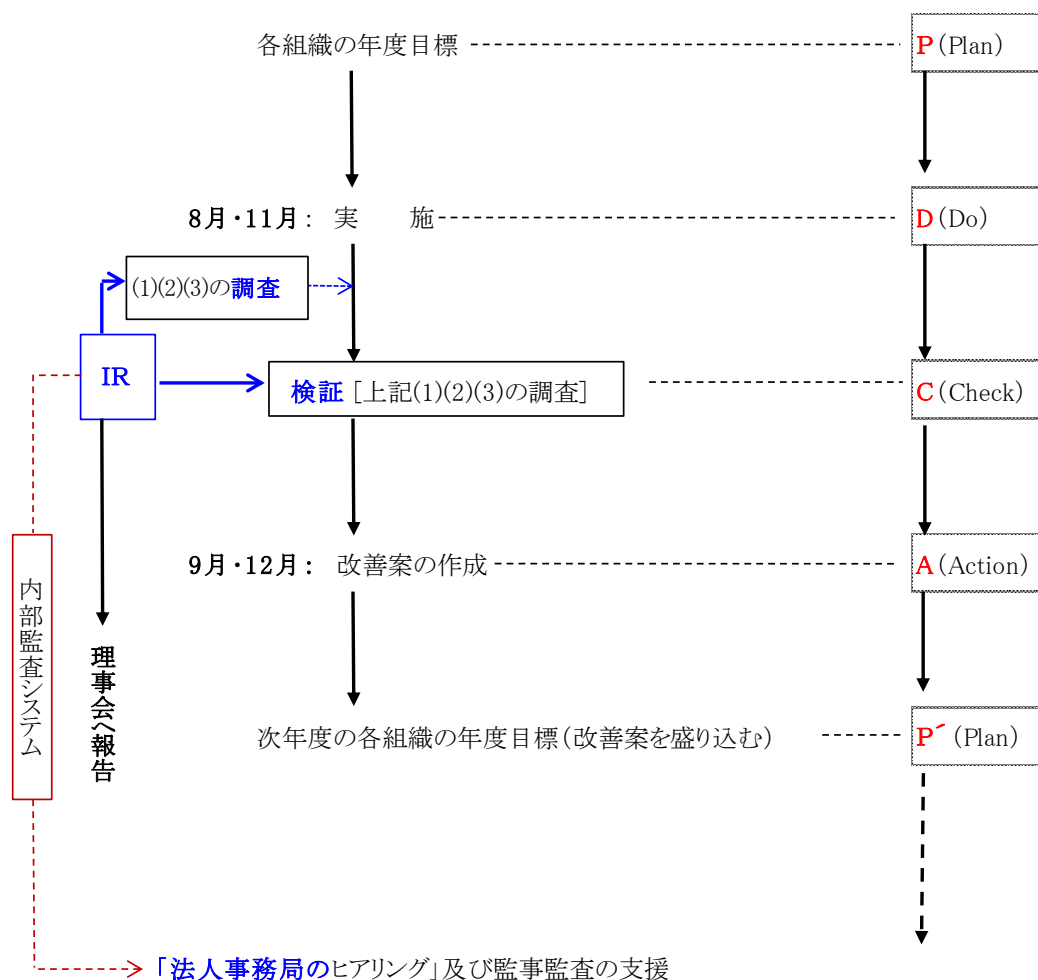 各組織の年度目標
P(Plan)
8月・11月: 実 施
D(Do)
(1)(2)(3)の調査
IR
検証 [上記(1)(2)(3)の調査]
C(Check)
9月・12月: 改善案の作成
A(Action)
内部監査システム
理事会へ報告
次年度の各組織の年度目標(改善案を盛り込む)
P´(Plan)
「法人事務局のヒアリング」及び監事監査の支援